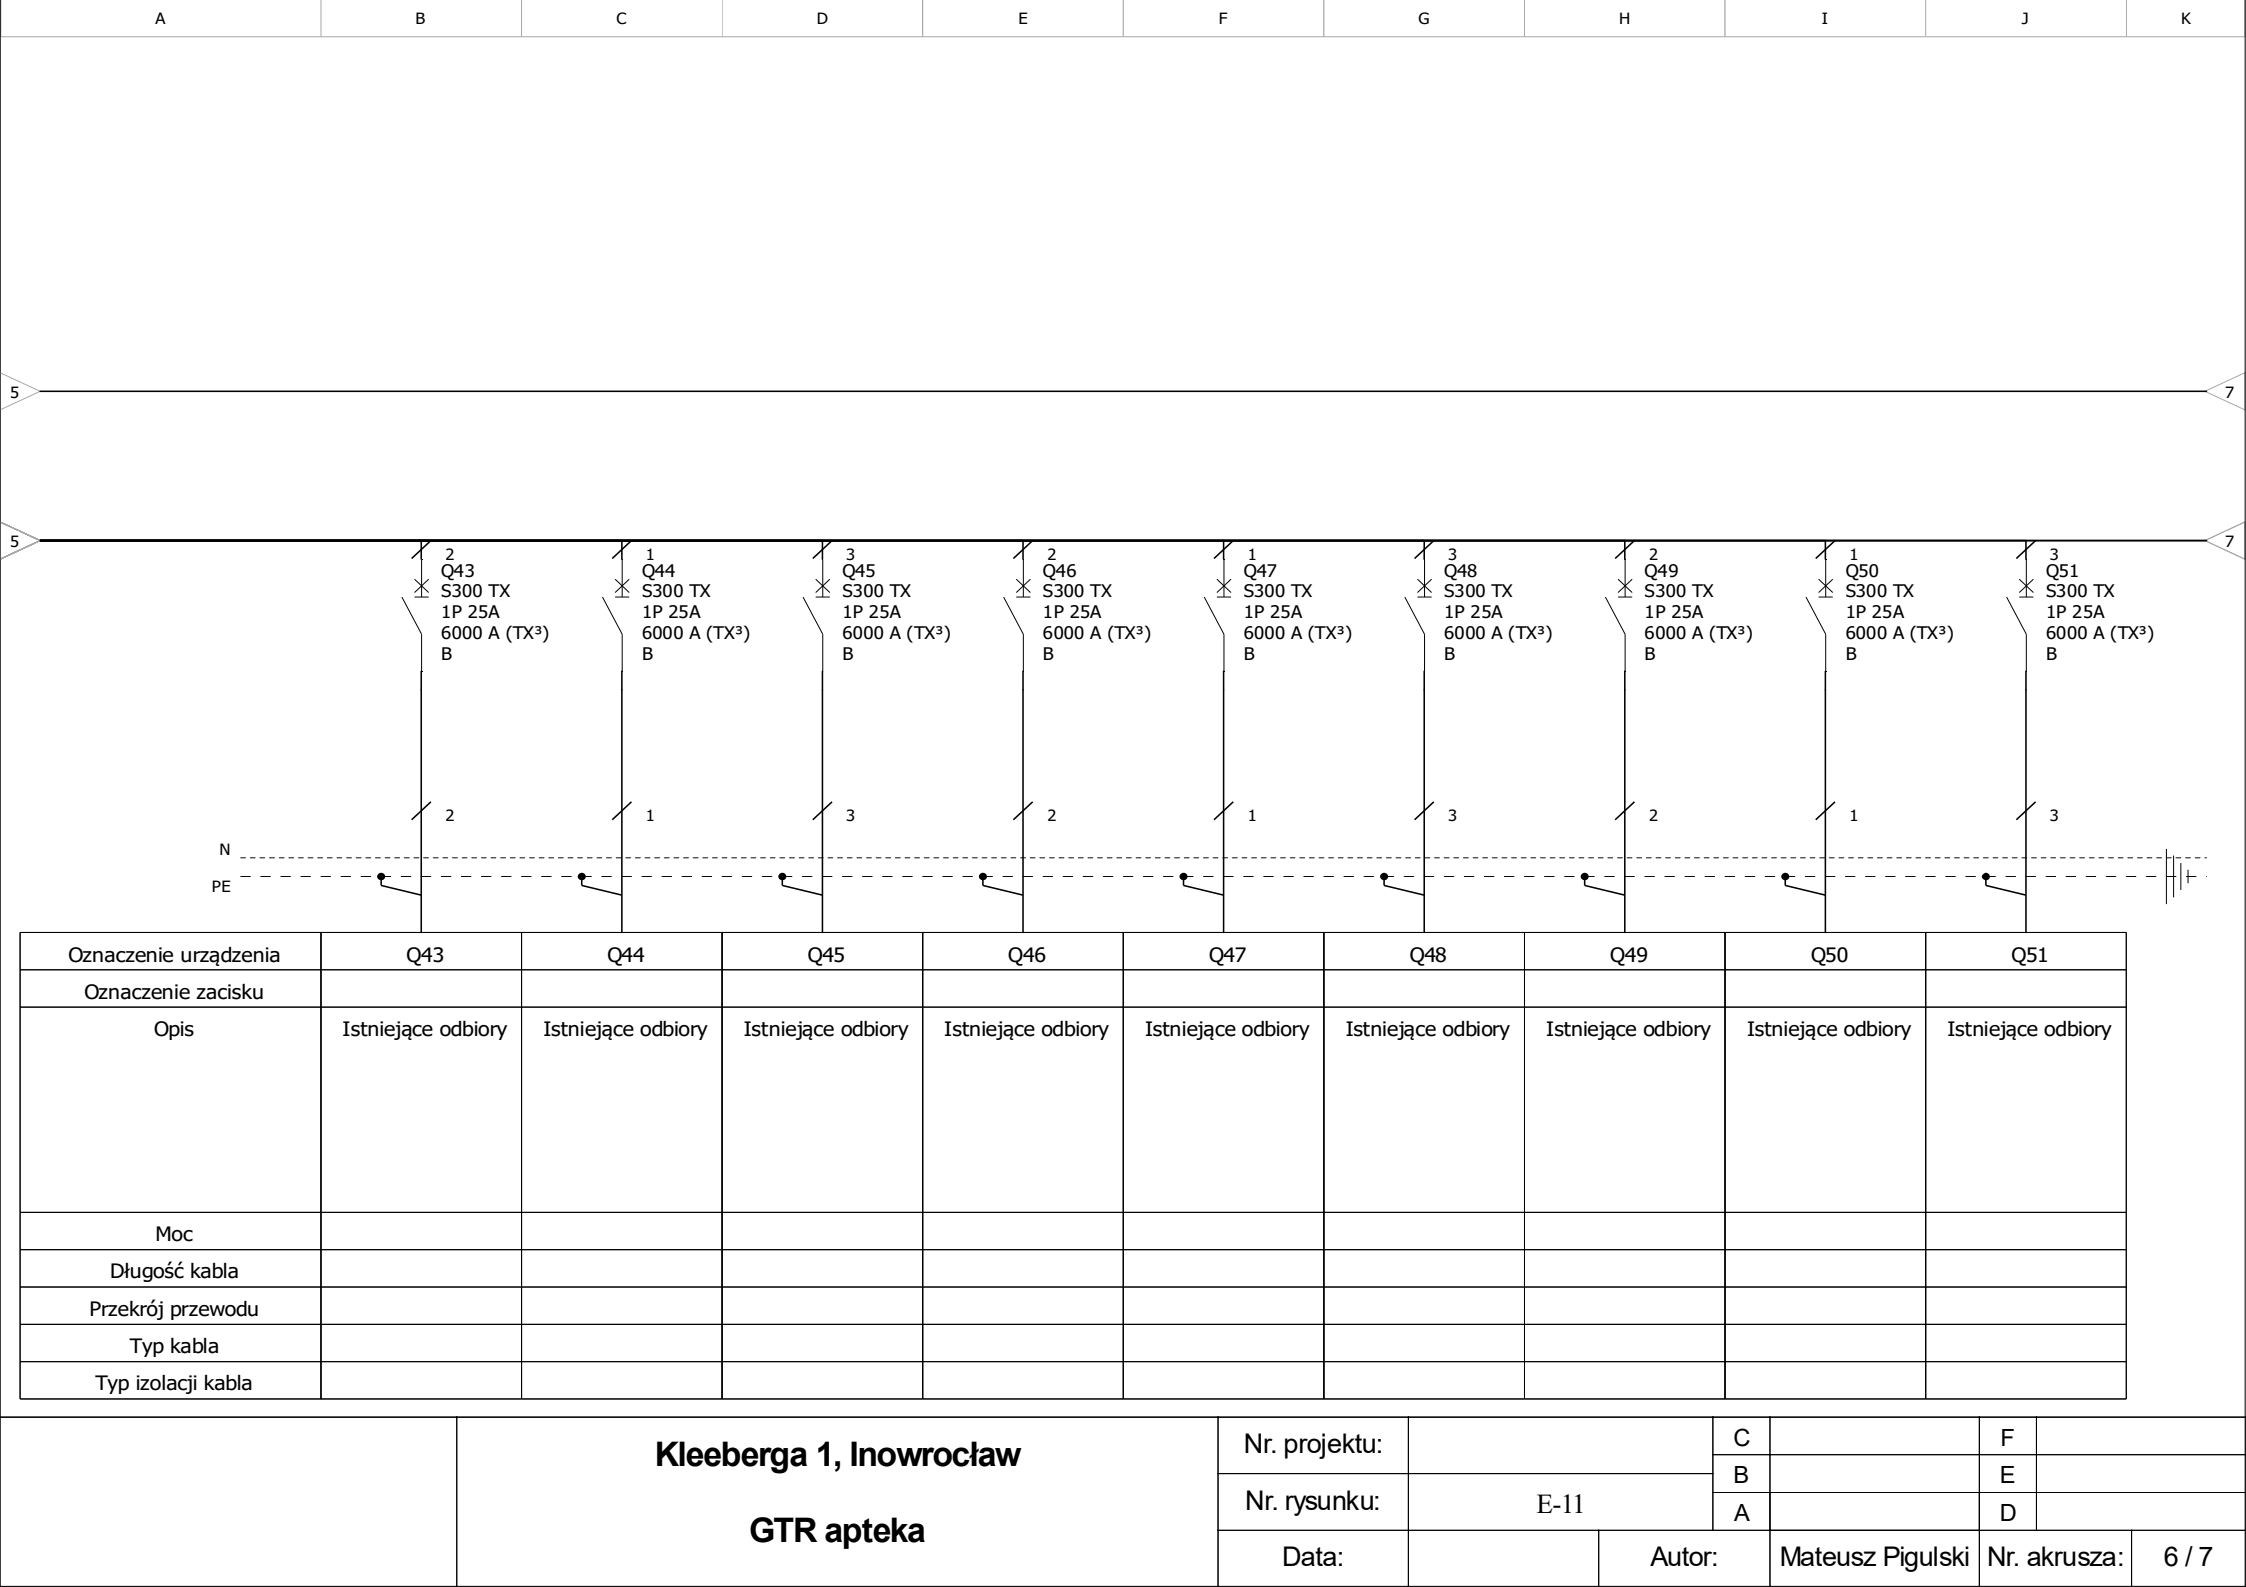 A B C D E F G H I J K
5 7
5 7
2 1 3 2 1 3 2 1 3
Q43 Q44 Q45 Q46 Q47 Q48 Q49 Q50 Q51
S300 TX S300 TX S300 TX S300 TX S300 TX S300 TX S300 TX S300 TX S300 TX
1P 25A 1P 25A 1P 25A 1P 25A 1P 25A 1P 25A 1P 25A 1P 25A 1P 25A
6000 A (TX³) 6000 A (TX³) 6000 A (TX³) 6000 A (TX³) 6000 A (TX³) 6000 A (TX³) 6000 A (TX³) 6000 A (TX³) 6000 A (TX³)
B B B B B B B B B
2 1 3 2 1 3 2 1 3
N
PE
Oznaczenie urządzenia Q43 Q44 Q45 Q46 Q47 Q48 Q49 Q50 Q51
Oznaczenie zacisku
Opis Istniejące odbiory Istniejące odbiory Istniejące odbiory Istniejące odbiory Istniejące odbiory Istniejące odbiory Istniejące odbiory Istniejące odbiory Istniejące odbiory
Moc
Długość kabla
Przekrój przewodu
Typ kabla
Typ izolacji kabla
Kleeberga 1, Inowrocław
GTR apteka
Nr. projektu: C F
B E
Nr. rysunku: E-11 A D
Data: Autor: Mateusz Pigulski Nr. akrusza: 6 / 7